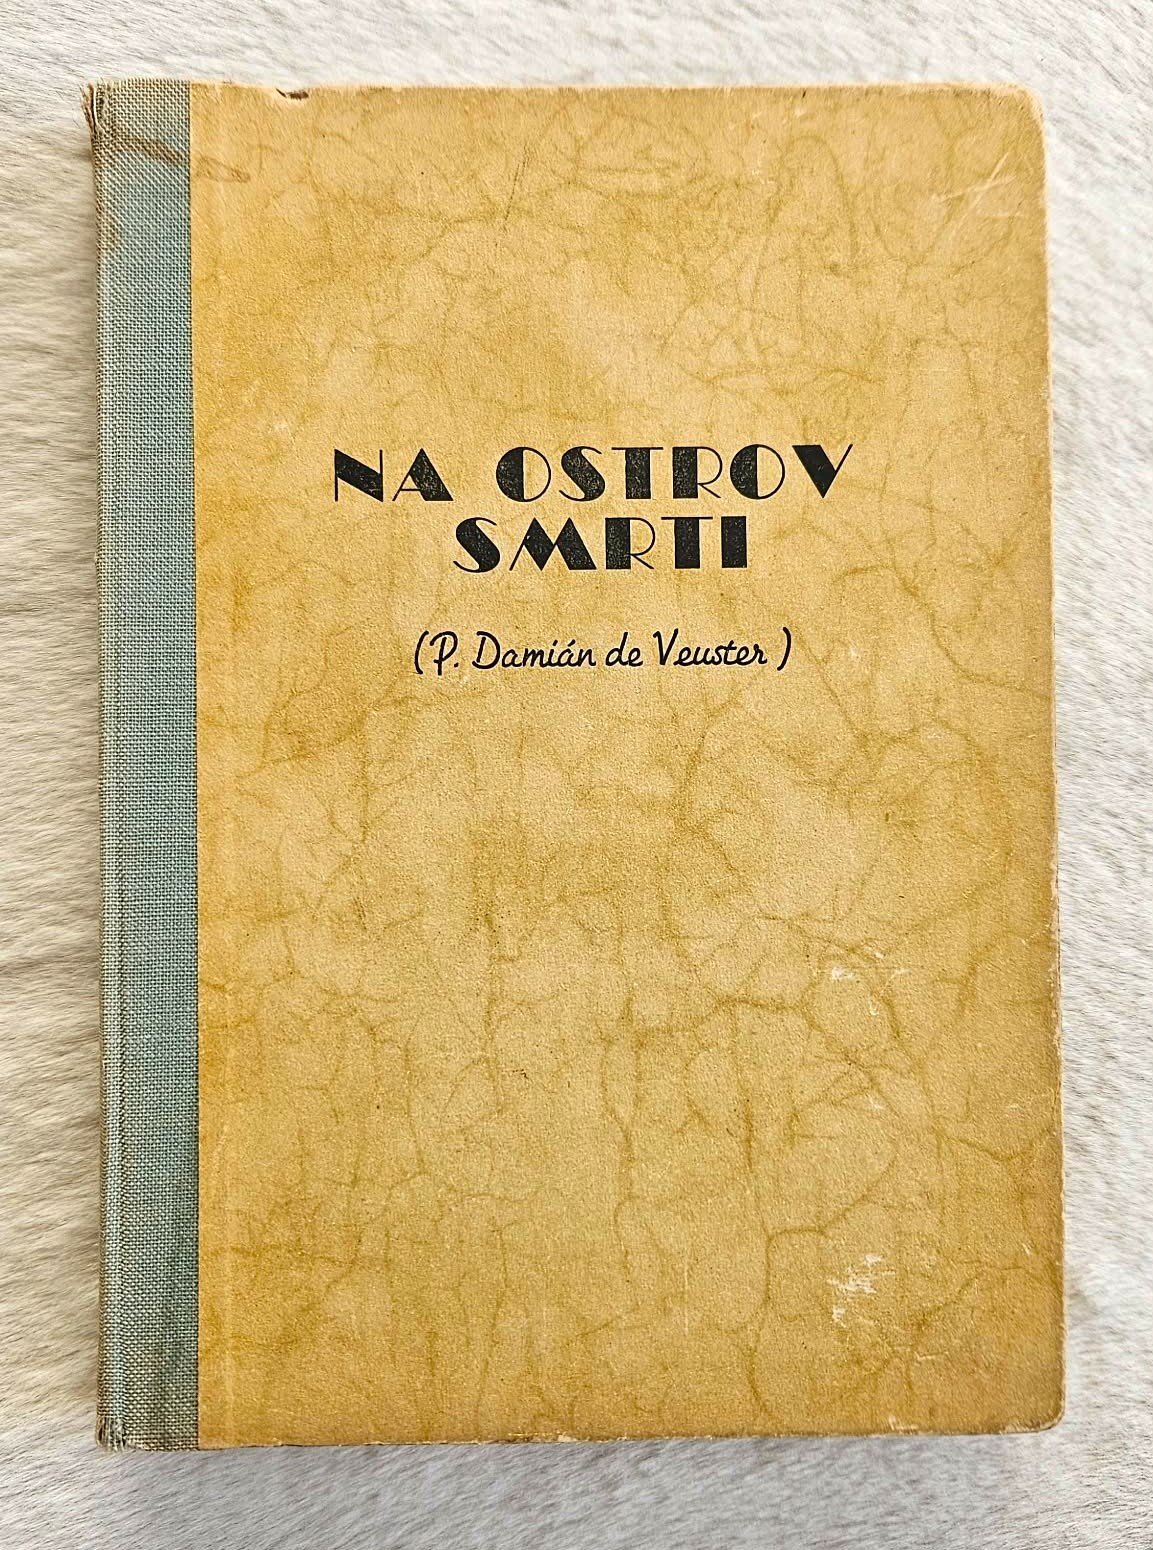 NA OSTROV
SMRTI
(P. Damián de Veuster)